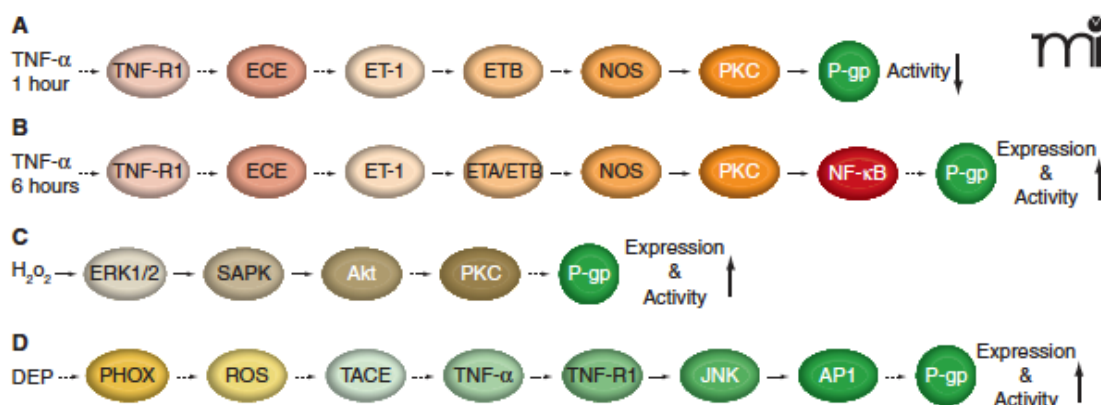 A
TNF-α
1 hour
TNF-R1 ECE ET-1 ETB NOS PKC P-gp Activity
mi
B
TNF-α
6 hours
TNF-R1 ECE ET-1 ETA/ETB NOS PKC NF-κB P-gp
Expression
&
Activity
C
H₂o₂ ERK1/2 SAPK Akt PKC P-gp
Expression
&
Activity
D
DEP PHOX ROS TACE TNF-α TNF-R1 JNK AP1 P-gp
Expression
&
Activity